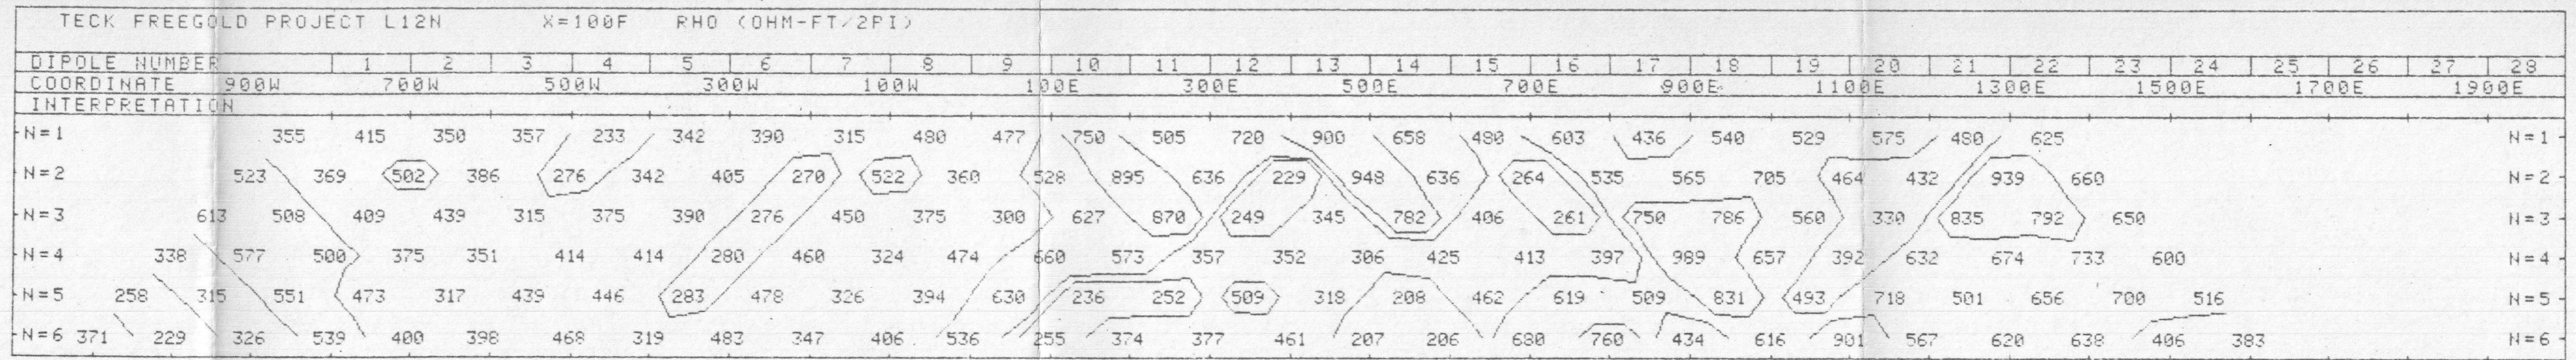 TECK FREEGOLD PROJECT L12N X=100F RHO (OHM-FT/2PI)
DIPOLE NUMBER 1 2 3 4 5 6 7 8 9 10 11 12 13 14 15 16 17 18 19 20 21 22 23 24 25 26 27 28
COORDINATE 900W 700W 500W 300W 100W 100E 300E 500E 700E 900E 1100E 1300E 1500E 1700E 1900E
INTERPRETATION
N=1 355 415 350 357 233 342 390 315 480 477 750 505 720 900 658 480 603 436 540 529 575 480 625 N=1
N=2 523 369 502 386 276 342 405 270 522 360 528 895 636 229 948 636 264 535 565 705 464 432 939 660 N=2
N=3 613 508 409 439 315 375 390 276 450 375 300 627 870 249 345 782 406 261 750 786 560 330 835 792 650 N=3
N=4 338 577 500 375 351 414 414 280 460 324 474 660 573 357 352 306 425 413 397 989 657 392 632 674 733 600 N=4
N=5 258 315 551 473 317 439 446 283 478 326 394 630 236 252 509 318 208 462 619 509 831 493 718 501 656 700 516 N=5
N=6 371 229 326 539 400 398 468 319 483 347 406 536 255 374 377 461 207 206 680 760 434 616 901 567 620 638 406 383 N=6